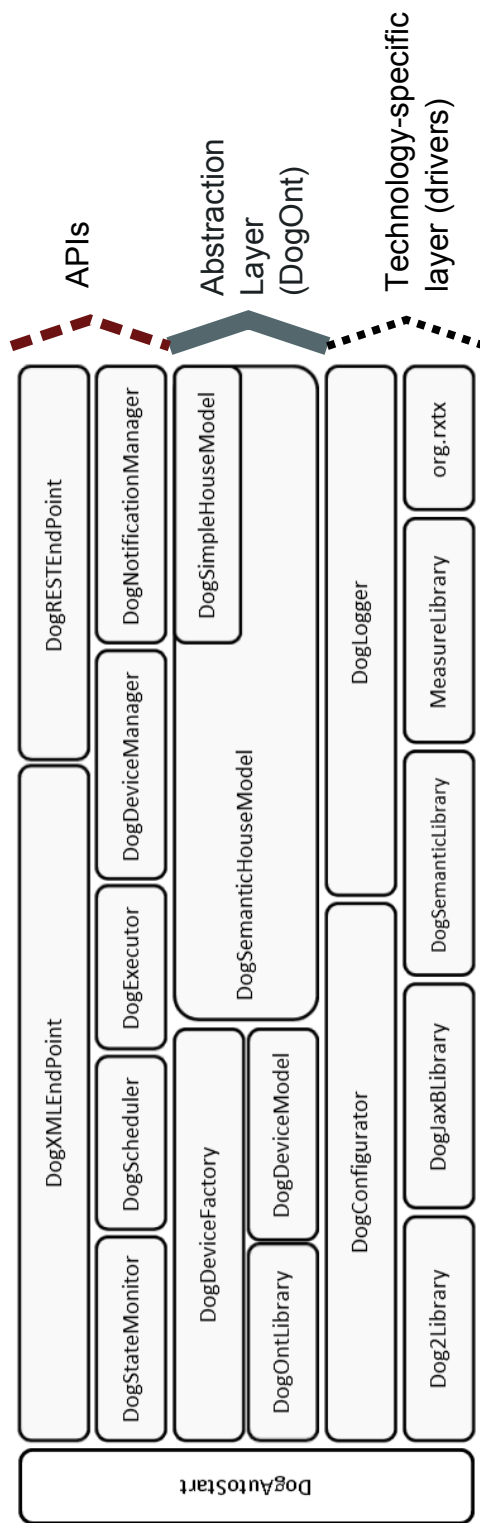 DogAutoStart
DogXMLEndPoint
DogRESTEndPoint
APIs
DogStateMonitor
DogScheduler
DogExecutor
DogDeviceManager
DogNotificationManager
DogDeviceFactory
DogOntLibrary
DogDeviceModel
DogSemanticHouseModel
DogSimpleHouseModel
Abstraction
Layer
(DogOnt)
DogConfigurator
DogLogger
Dog2Library
DogJaxBLibrary
DogSemanticLibrary
MeasureLibrary
org.rxtx
Technology-specific
layer (drivers)